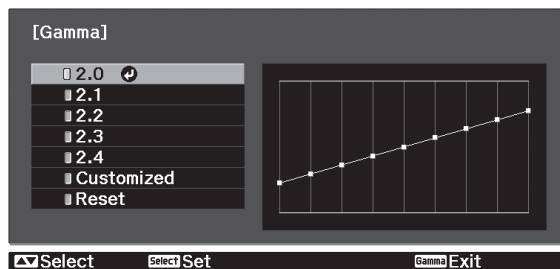 [Gamma]
2.0
2.1
2.2
2.3
2.4
Customized
Reset
Select Select Set Gamma Exit